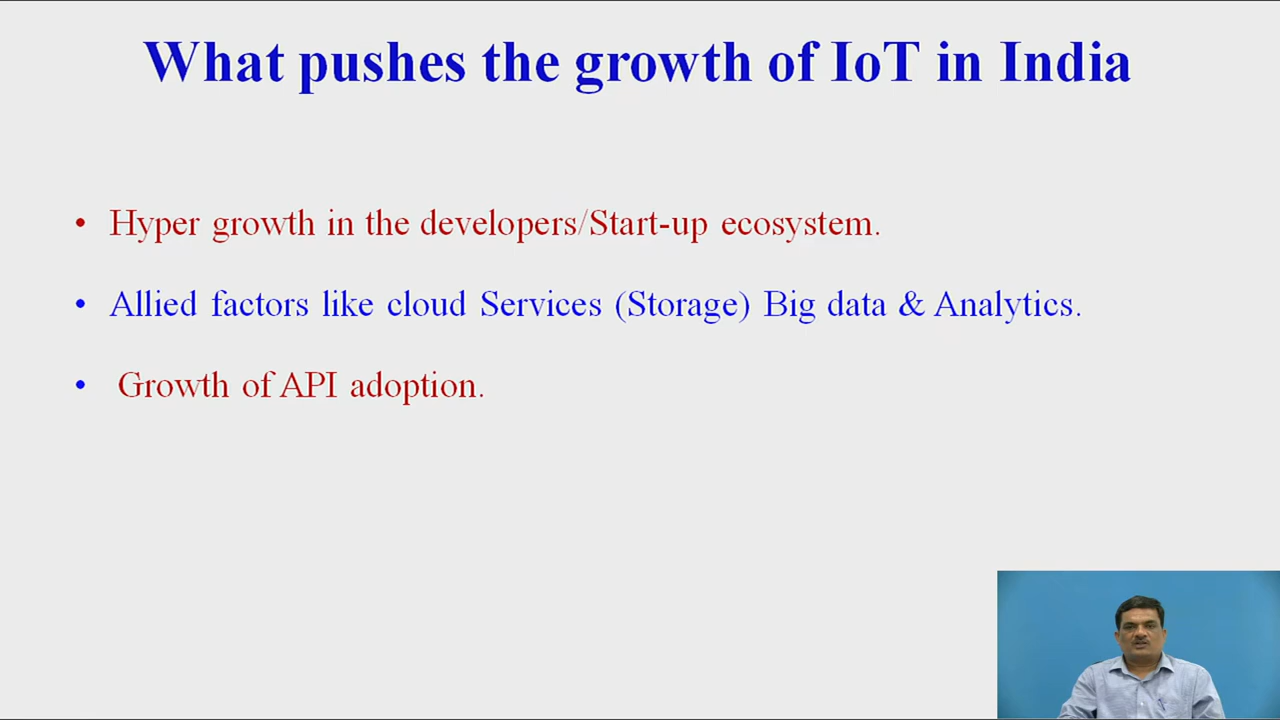 What pushes the growth of IoT in India
• Hyper growth in the developers/Start-up ecosystem.
• Allied factors like cloud Services (Storage) Big data & Analytics.
• Growth of API adoption.